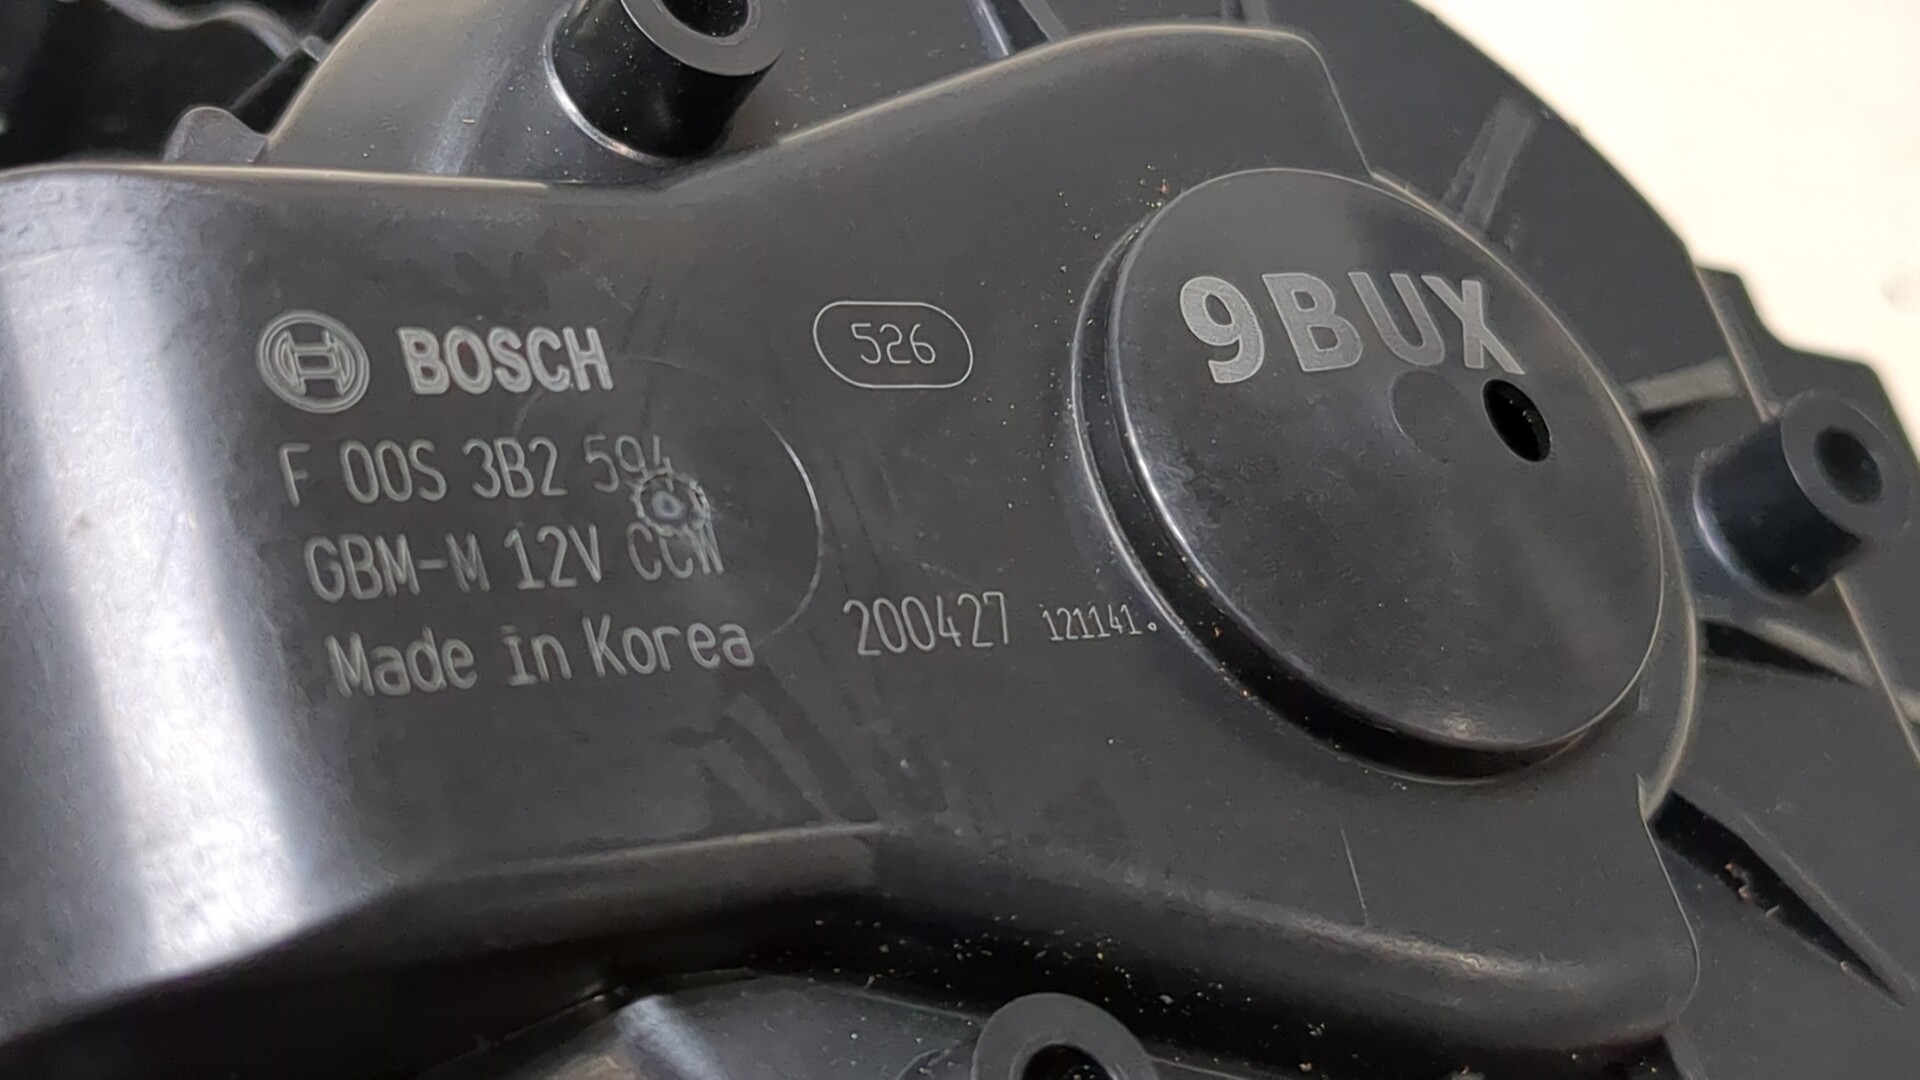 BOSCH
F 00S 3B2 594
GBM-M 12V CCW
Made in Korea
526
200427 121141.
9BUX